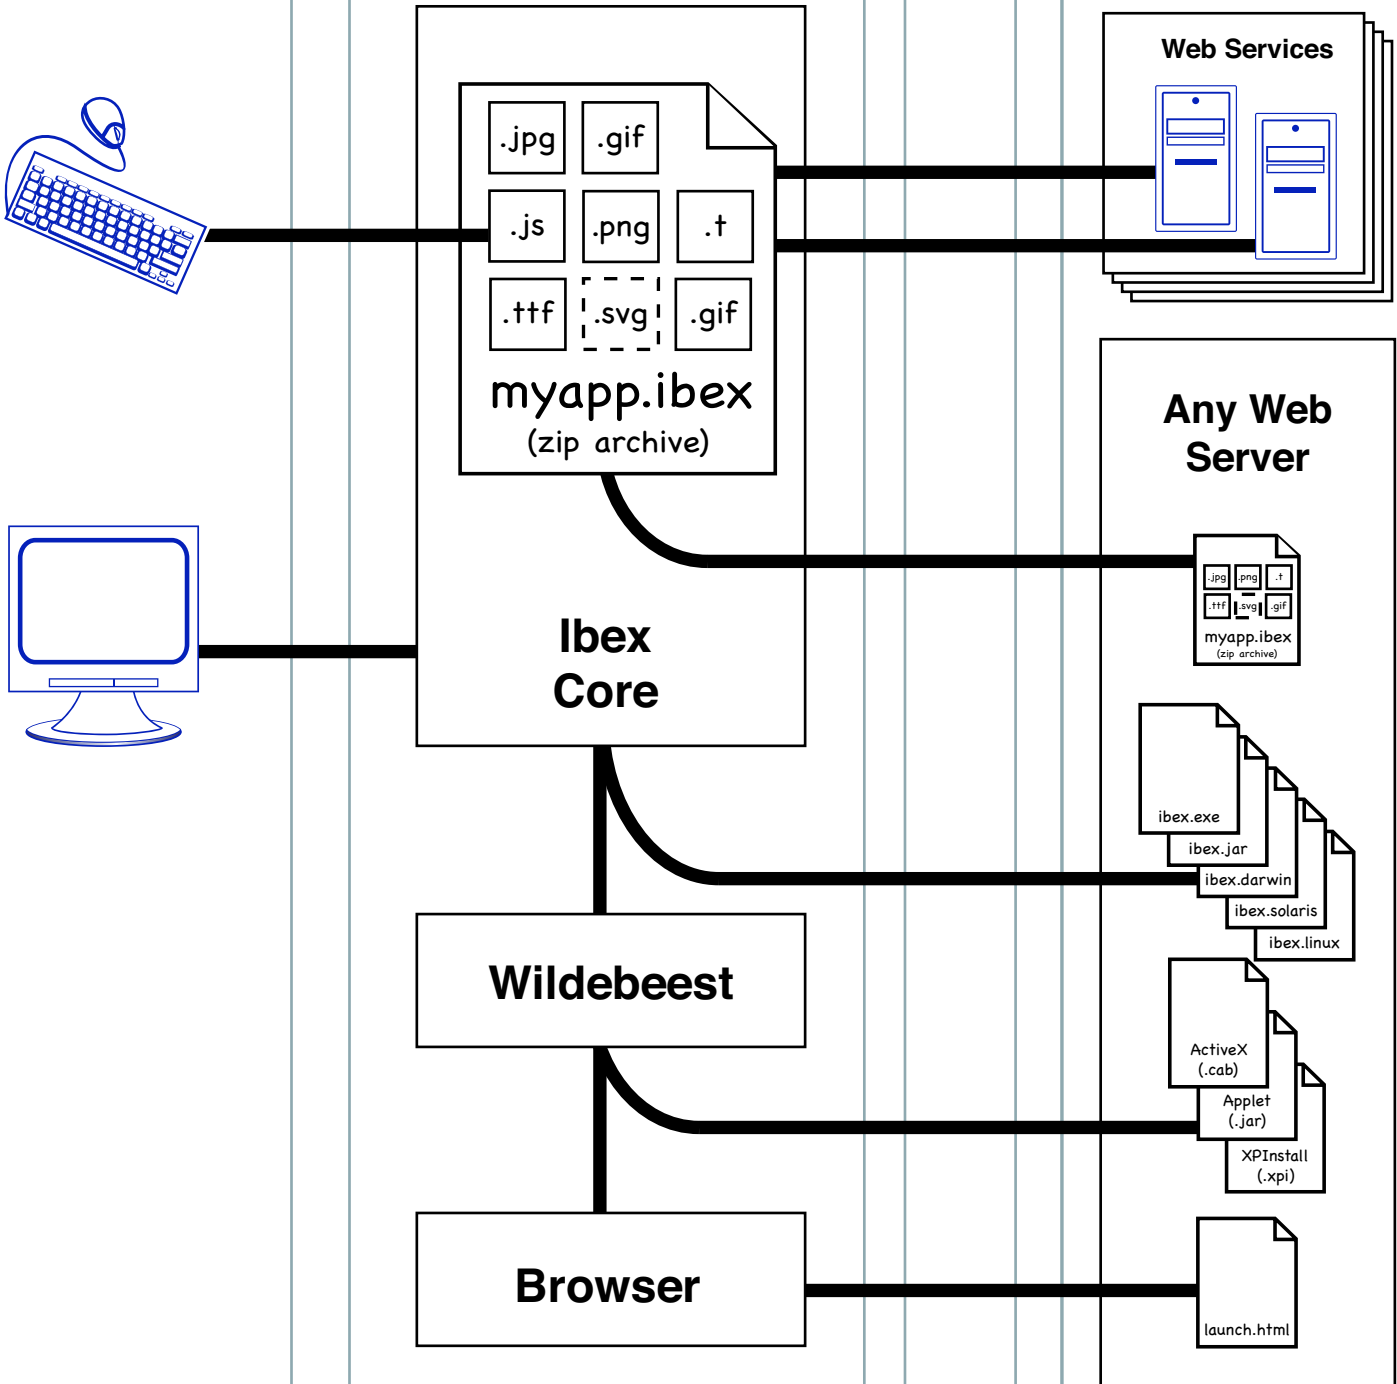 Web Services
.jpg .gif
.js .png .t
.ttf .svg .gif
myapp.ibex
(zip archive)
Ibex
Core
Any Web
Server
.jpg .png .t
.ttf .svg .gif
myapp.ibex
(zip archive)
ibex.exe
ibex.jar
ibex.darwin
ibex.solaris
ibex.linux
Wildebeest
ActiveX
(.cab)
Applet
(.jar)
XPInstall
(.xpi)
Browser
launch.html